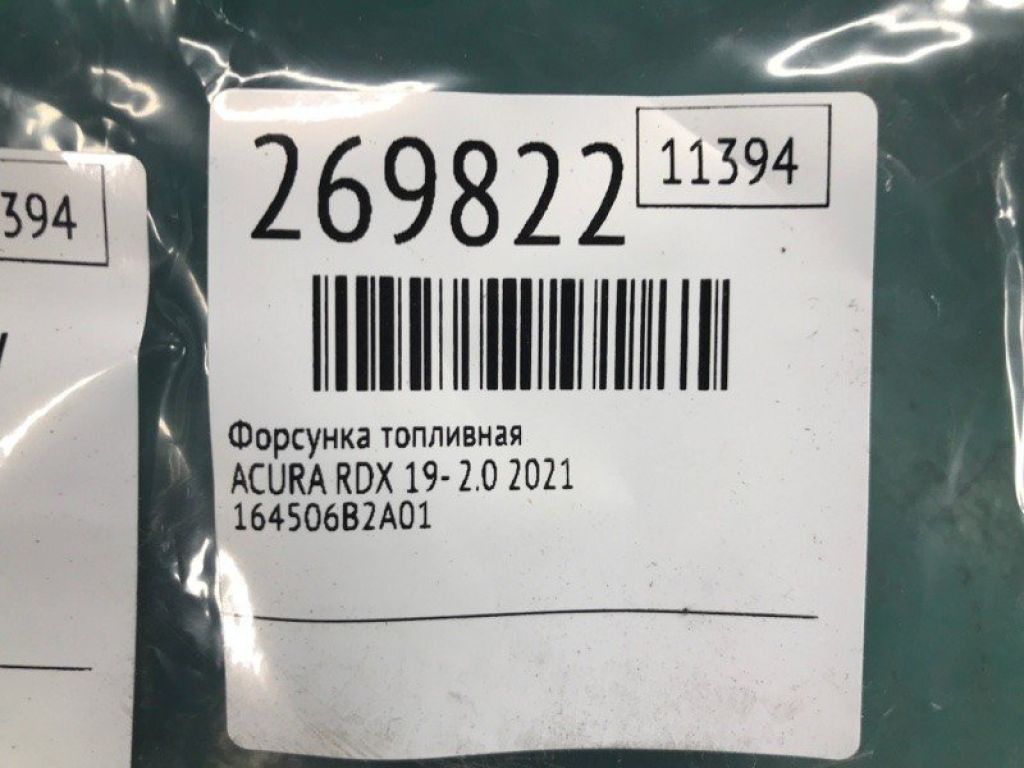 269822
11394
Форсунка топливная
ACURA RDX 19- 2.0 2021
164506B2A01
394